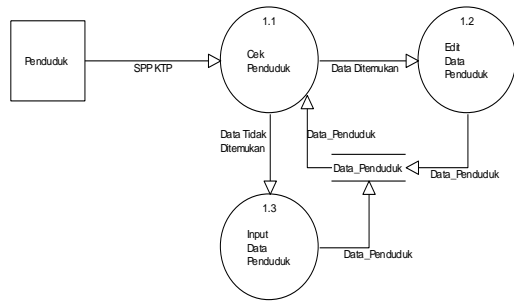 Penduduk
SPP KTP
1.1
Cek
Penduduk
Data Ditemukan
1.2
Edit
Data
Penduduk
Data Tidak
Ditemukan
Data_Penduduk
Data_Penduduk
Data_Penduduk
1.3
Input
Data
Penduduk
Data_Penduduk